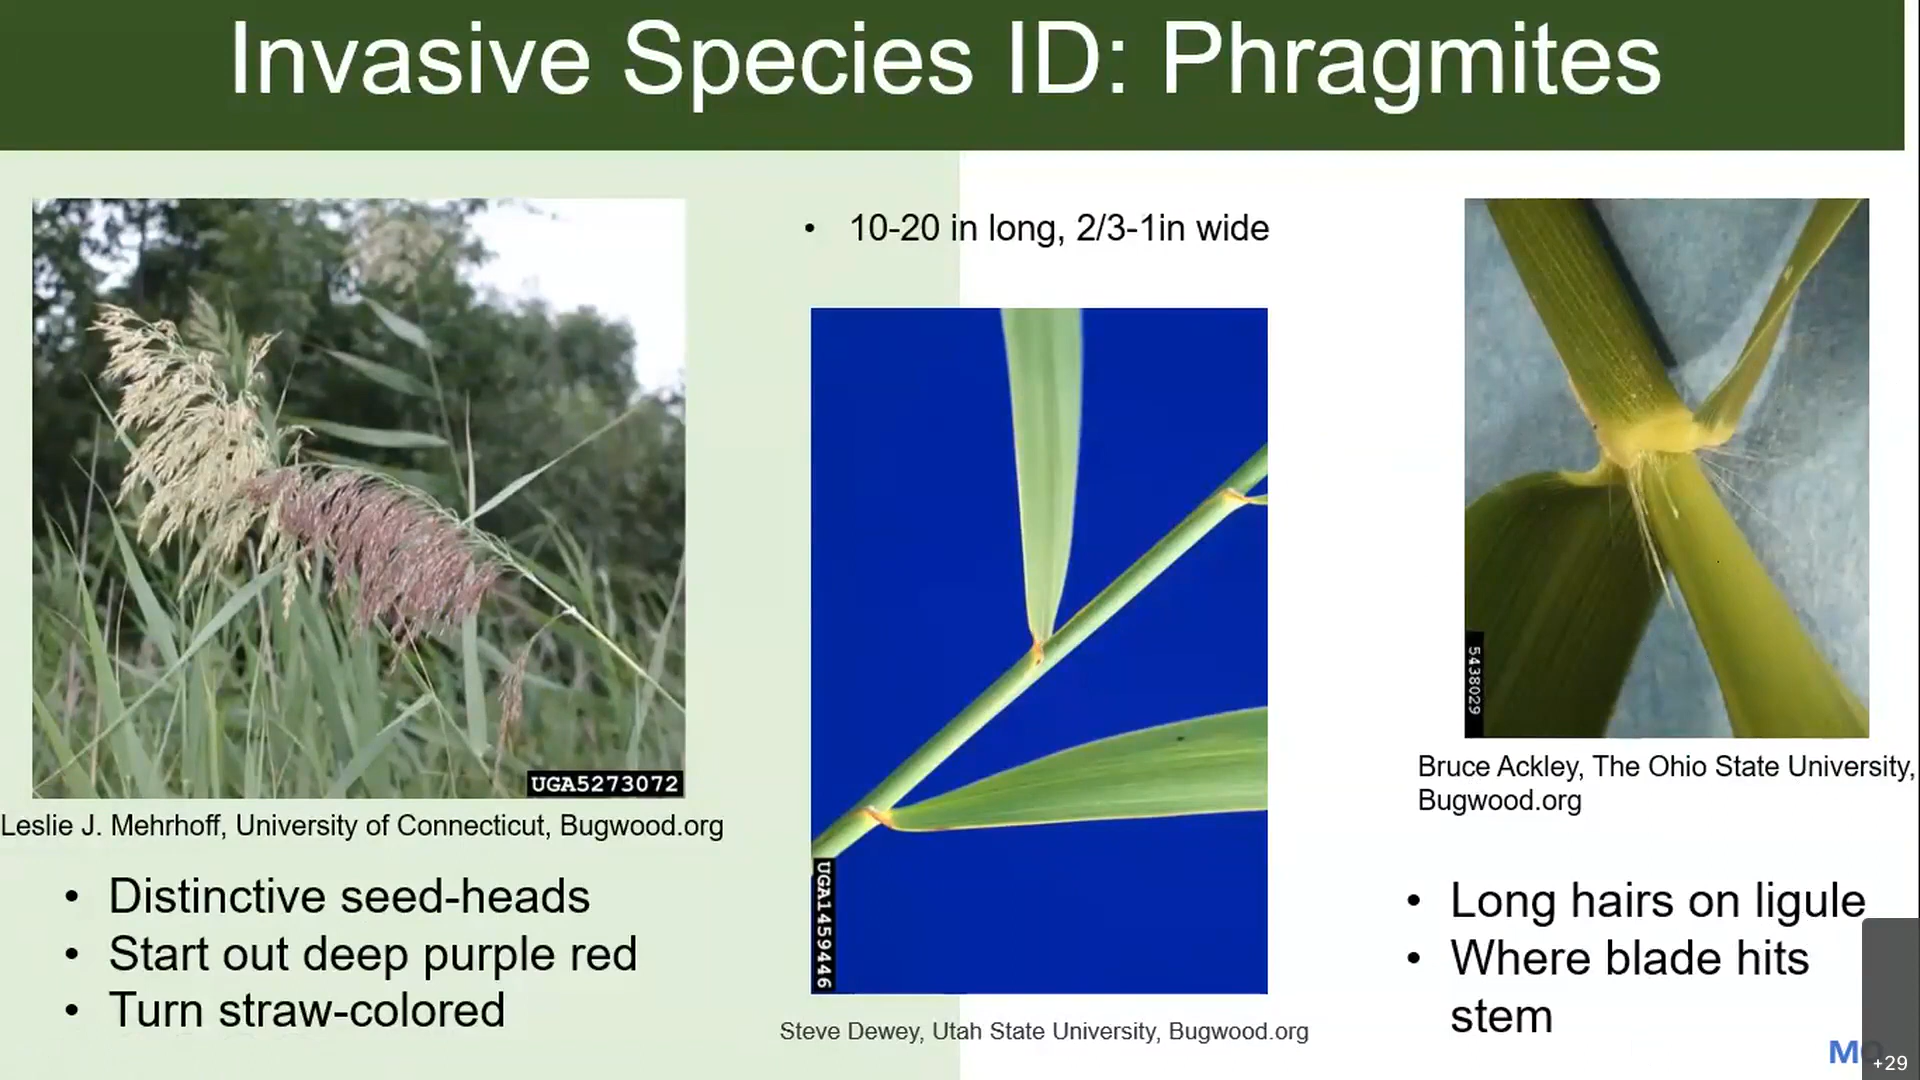 Invasive Species ID: Phragmites
UGA5273072
Leslie J. Mehrhoff, University of Connecticut, Bugwood.org
• Distinctive seed-heads
• Start out deep purple red
• Turn straw-colored
• 10-20 in long, 2/3-1in wide
UGA1459446
Steve Dewey, Utah State University, Bugwood.org
5438029
Bruce Ackley, The Ohio State University,
Bugwood.org
• Long hairs on ligule
• Where blade hits
stem
+29